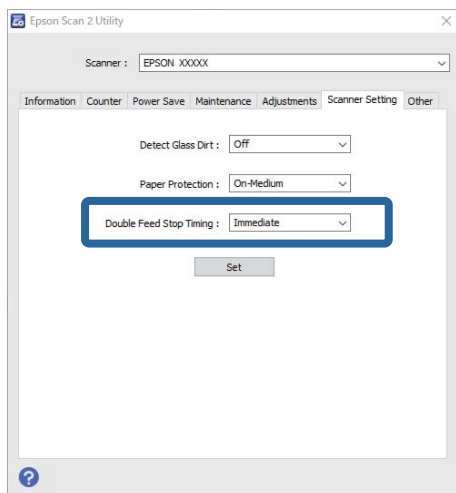 Epson Scan 2 Utility
Scanner : EPSON XXXXX
Information Counter Power Save Maintenance Adjustments Scanner Setting Other
Detect Glass Dirt : Off
Paper Protection : On-Medium
Double Feed Stop Timing : Immediate
Set
?